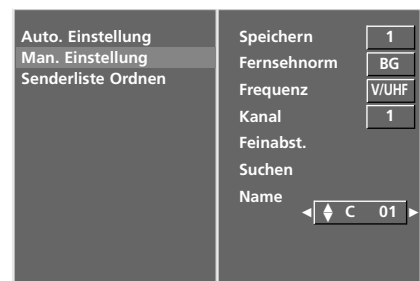 Auto. Einstellung
Man. Einstellung
Senderliste Ordnen
Speichern 1
Fernsehnorm BG
Frequenz V/UHF
Kanal 1
Feinabst.
Suchen
Name
C 01